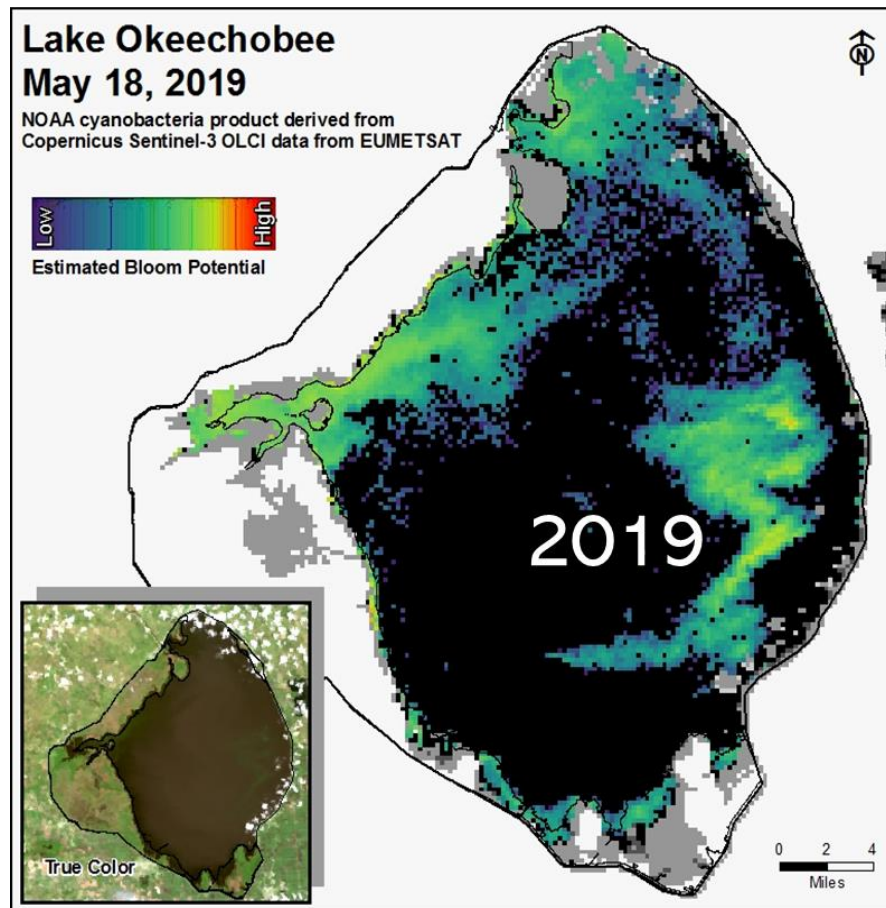 Lake Okeechobee
May 18, 2019
NOAA cyanobacteria product derived from
Copernicus Sentinel-3 OLCI data from EUMETSAT
N
Low
High
Estimated Bloom Potential
2019
True Color
0 2 4
Miles